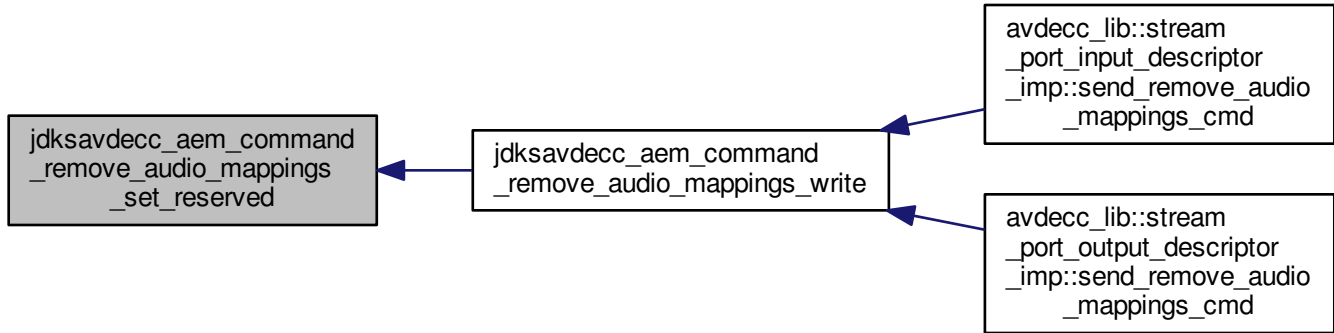 jdksavdecc_aem_command
_remove_audio_mappings
_set_reserved
jdksavdecc_aem_command
_remove_audio_mappings_write
avdecc_lib::stream
_port_input_descriptor
_imp::send_remove_audio
_mappings_cmd
avdecc_lib::stream
_port_output_descriptor
_imp::send_remove_audio
_mappings_cmd